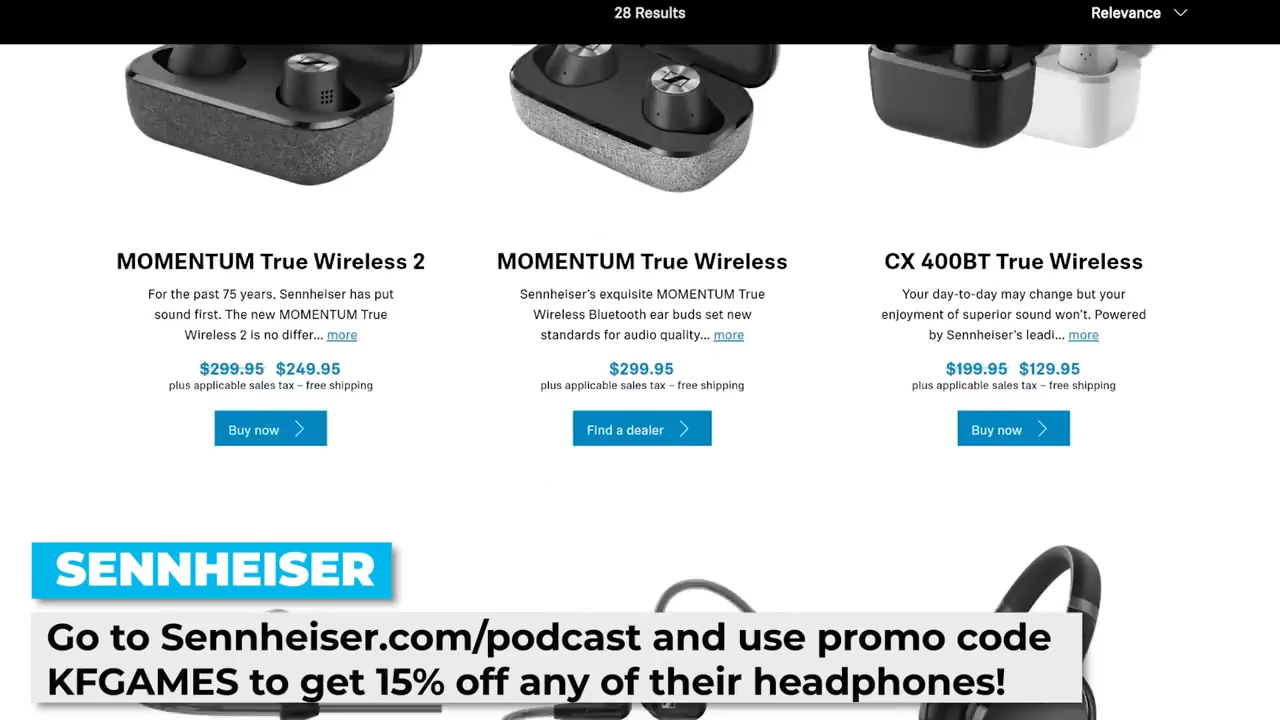 28 Results
Relevance
MOMENTUM True Wireless 2
For the past 75 years, Sennheiser has put
sound first. The new MOMENTUM True
Wireless 2 is no differ... more
$299.95 $249.95
plus applicable sales tax – free shipping
Buy now
MOMENTUM True Wireless
Sennheiser's exquisite MOMENTUM True
Wireless Bluetooth ear buds set new
standards for audio quality... more
$299.95
plus applicable sales tax – free shipping
Find a dealer
CX 400BT True Wireless
Your day-to-day may change but your
enjoyment of superior sound won't. Powered
by Sennheiser's leadi... more
$199.95 $129.95
plus applicable sales tax – free shipping
Buy now
SENNHEISER
Go to Sennheiser.com/podcast and use promo code
KFGAMES to get 15% off any of their headphones!